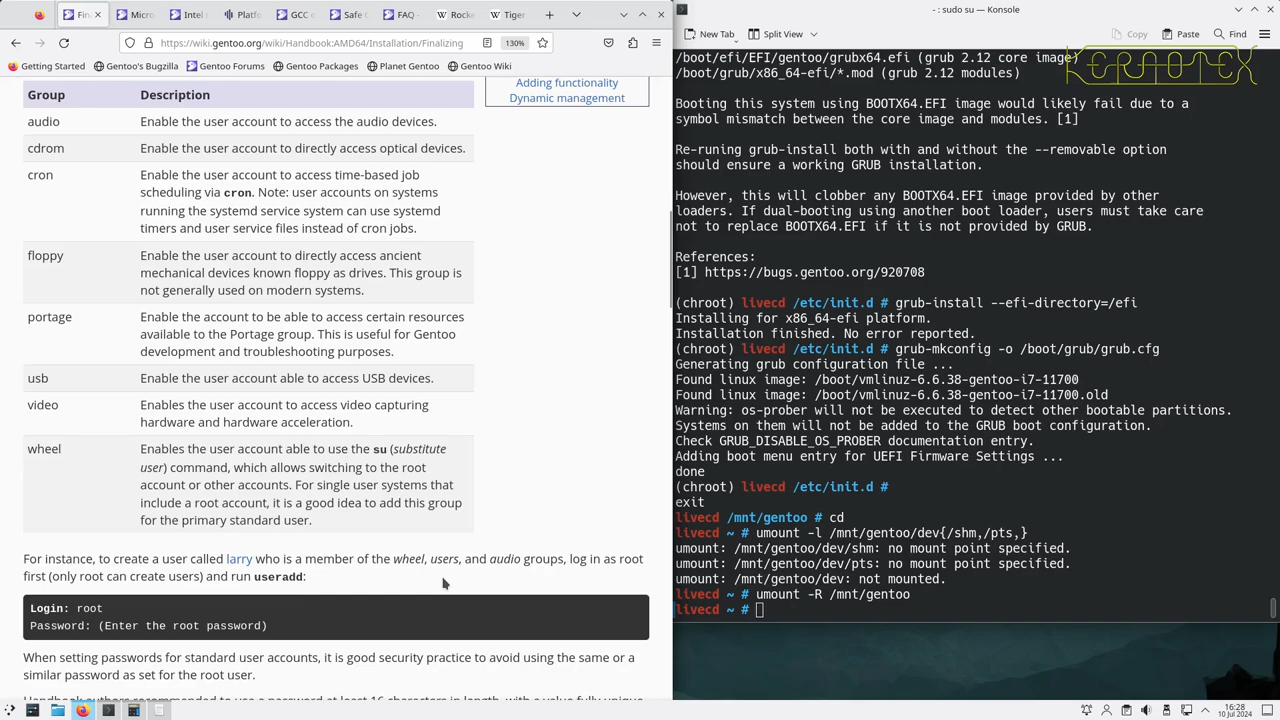 Fina
Micro
Intel
Platfo
GCC o
Safe C
FAQ -
Rocke
Tiger
https://wiki.gentoo.org/wiki/Handbook:AMD64/Installation/Finalizing
130%
Getting Started
Gentoo's Bugzilla
Gentoo Forums
Gentoo Packages
Planet Gentoo
Gentoo Wiki
Adding functionality
Dynamic management
Group Description
audio Enable the user account to access the audio devices.
cdrom Enable the user account to directly access optical devices.
cron Enable the user account to access time-based job
scheduling via cron. Note: user accounts on systems
running the systemd service system can use systemd
timers and user service files instead of cron jobs.
floppy Enable the user account to directly access ancient
mechanical devices known floppy as drives. This group is
not generally used on modern systems.
portage Enable the account to be able to access certain resources
available to the Portage group. This is useful for Gentoo
development and troubleshooting purposes.
usb Enable the user account able to access USB devices.
video Enables the user account to access video capturing
hardware and hardware acceleration.
wheel Enables the user account able to use the su (substitute
user) command, which allows switching to the root
account or other accounts. For single user systems that
include a root account, it is a good idea to add this group
for the primary standard user.
For instance, to create a user called larry who is a member of the wheel, users, and audio groups, log in as root
first (only root can create users) and run useradd:
Login: root
Password: (Enter the root password)
When setting passwords for standard user accounts, it is good security practice to avoid using the same or a
similar password as set for the root user.
Handbook authors recommended to use a password at least 16 characters in length, with a value fully unique
- : sudo su — Konsole
New Tab
Split View
Copy
Paste
Find
KERNOTEX
/boot/efi/EFI/gentoo/grubx64.efi (grub 2.12 core image)
/boot/grub/x86_64-efi/*.mod (grub 2.12 modules)
Booting this system using BOOTX64.EFI image would likely fail due to a
symbol mismatch between the core image and modules. [1]
Re-runing grub-install both with and without the --removable option
should ensure a working GRUB installation.
However, this will clobber any BOOTX64.EFI image provided by other
loaders. If dual-booting using another boot loader, users must take care
not to replace BOOTX64.EFI if it is not provided by GRUB.
References:
[1] https://bugs.gentoo.org/920708
(chroot) livecd /etc/init.d # grub-install --efi-directory=/efi
Installing for x86_64-efi platform.
Installation finished. No error reported.
(chroot) livecd /etc/init.d # grub-mkconfig -o /boot/grub/grub.cfg
Generating grub configuration file ...
Found linux image: /boot/vmlinuz-6.6.38-gentoo-i7-11700
Found linux image: /boot/vmlinuz-6.6.38-gentoo-i7-11700.old
Warning: os-prober will not be executed to detect other bootable partitions.
Systems on them will not be added to the GRUB boot configuration.
Check GRUB_DISABLE_OS_PROBER documentation entry.
Adding boot menu entry for UEFI Firmware Settings ...
done
(chroot) livecd /etc/init.d #
exit
livecd /mnt/gentoo # cd
livecd ~ # umount -l /mnt/gentoo/dev{/shm,/pts,}
umount: /mnt/gentoo/dev/shm: no mount point specified.
umount: /mnt/gentoo/dev/pts: no mount point specified.
umount: /mnt/gentoo/dev: not mounted.
livecd ~ # umount -R /mnt/gentoo
livecd ~ #
16:28
10 Jul 2024